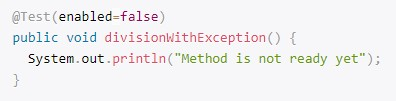 @Test(enabled=false)
public void divisionWithException() {
  System.out.println("Method is not ready yet");
}